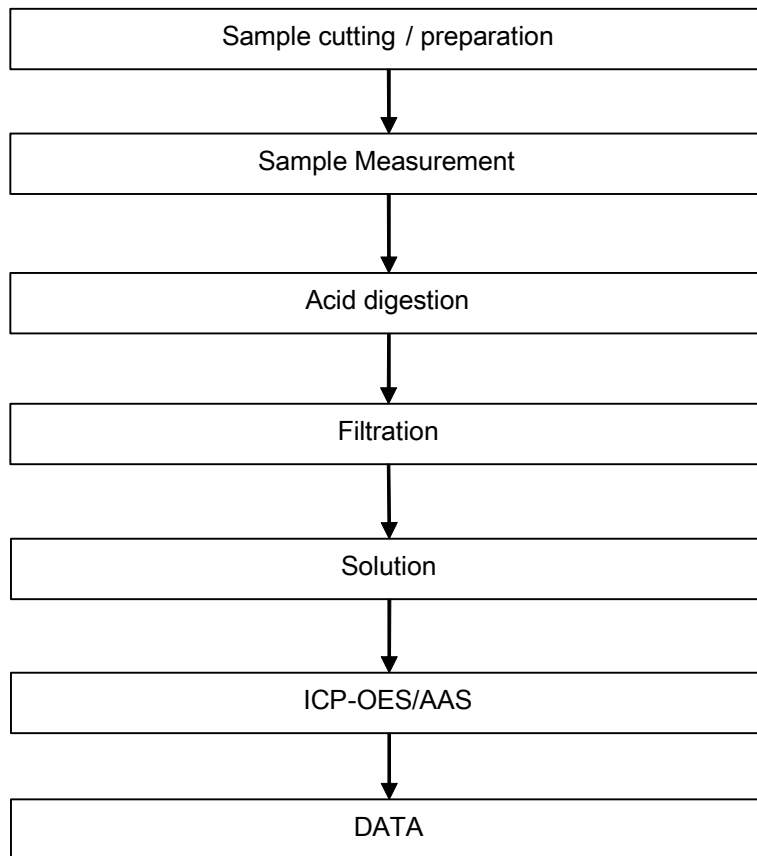 Sample cutting / preparation
Sample Measurement
Acid digestion
Filtration
Solution
ICP-OES/AAS
DATA